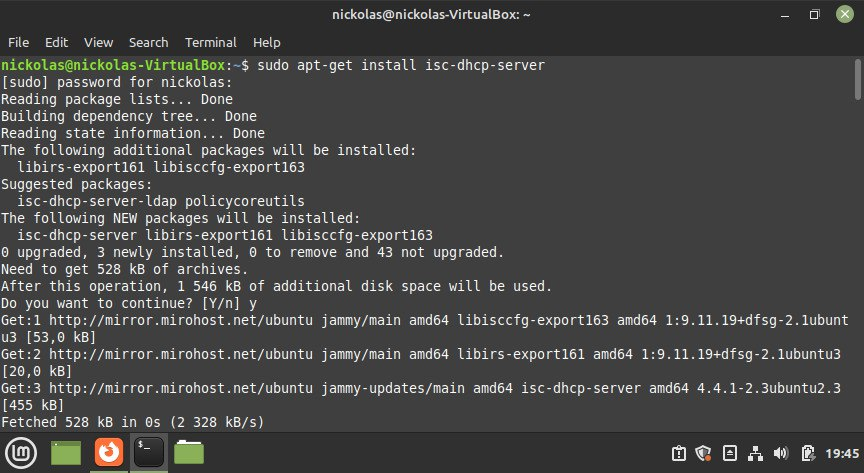 nickolas@nickolas-VirtualBox: ~
File Edit View Search Terminal Help
nickolas@nickolas-VirtualBox:~$ sudo apt-get install isc-dhcp-server
[sudo] password for nickolas:
Reading package lists... Done
Building dependency tree... Done
Reading state information... Done
The following additional packages will be installed:
  libirs-export161 libisccfg-export163
Suggested packages:
  isc-dhcp-server-ldap policycoreutils
The following NEW packages will be installed:
  isc-dhcp-server libirs-export161 libisccfg-export163
0 upgraded, 3 newly installed, 0 to remove and 43 not upgraded.
Need to get 528 kB of archives.
After this operation, 1 546 kB of additional disk space will be used.
Do you want to continue? [Y/n] y
Get:1 http://mirror.mirohost.net/ubuntu jammy/main amd64 libisccfg-export163 amd64 1:9.11.19+dfsg-2.1ubunt
u3 [53,0 kB]
Get:2 http://mirror.mirohost.net/ubuntu jammy/main amd64 libirs-export161 amd64 1:9.11.19+dfsg-2.1ubuntu3
[20,0 kB]
Get:3 http://mirror.mirohost.net/ubuntu jammy-updates/main amd64 isc-dhcp-server amd64 4.4.1-2.3ubuntu2.3
[455 kB]
Fetched 528 kB in 0s (2 328 kB/s)
$_
19:45